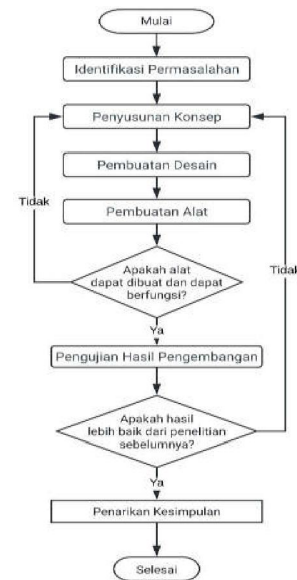 Mulai
Identifikasi Permasalahan
Penyusunan Konsep
Pembuatan Desain
Tidak
Pembuatan Alat
Apakah alat
dapat dibuat dan dapat
berfungsi?
Tidak
Ya
Pengujian Hasil Pengembangan
Apakah hasil
lebih baik dari penelitian
sebelumnya?
Ya
Penarikan Kesimpulan
Selesai